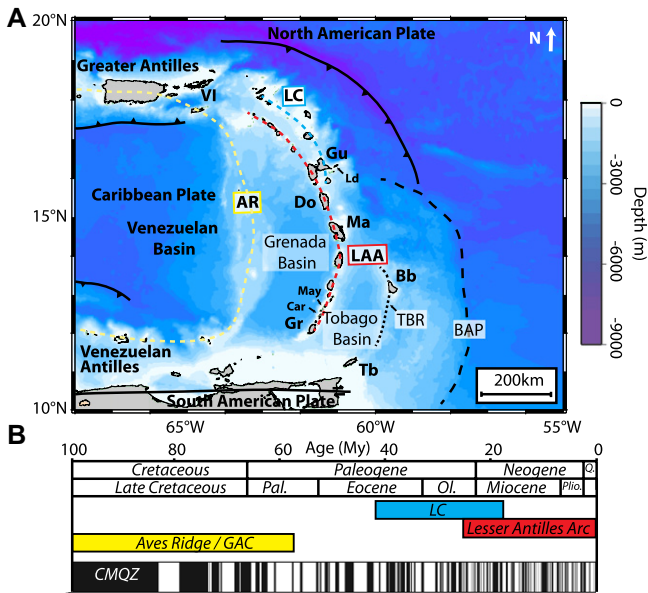 A
20°N
North American Plate
N
Greater Antilles
VI
LC
0
Gu
Ld
-3000
Caribbean Plate
AR
Do
15°N
Ma
Venezuelan
Basin
Grenada
Basin
LAA
Depth (m)
-6000
Bb
May
Car
Gr
Tobago
Basin
TBR
BAP
-9000
Venezuelan
Antilles
Tb
200km
South American Plate
10°N
65°W
60°W
55°W
B
100 80 60 Age (My) 40 20 0
Cretaceous Paleogene Neogene Q.
Late Cretaceous Pal. Eocene Ol. Miocene Plio.
LC
Lesser Antilles Arc
Aves Ridge / GAC
CMQZ